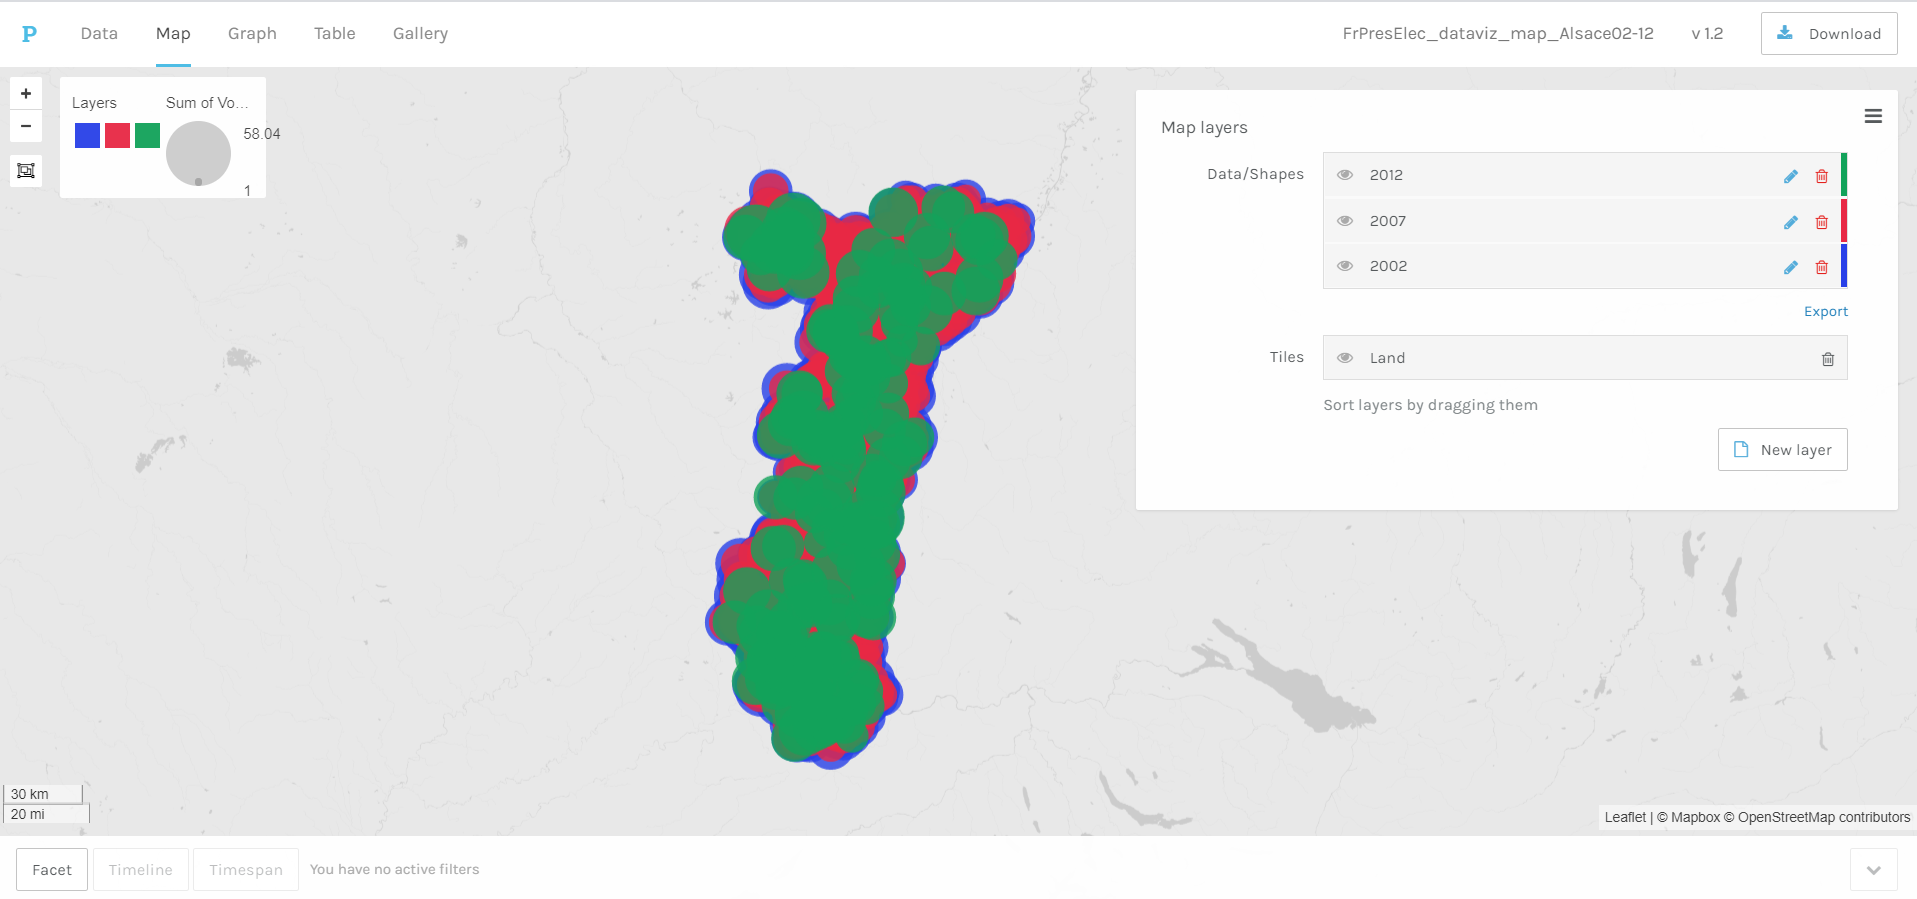 P
Data
Map
Graph
Table
Gallery
FrPresElec_dataviz_map_Alsace02-12
v 1.2
Download
+
−
Layers
Sum of Vo...
58.04
1
Map layers
Data/Shapes
2012
2007
2002
Export
Tiles
Land
Sort layers by dragging them
New layer
30 km
20 mi
Leaflet | © Mapbox © OpenStreetMap contributors
Facet
Timeline
Timespan
You have no active filters